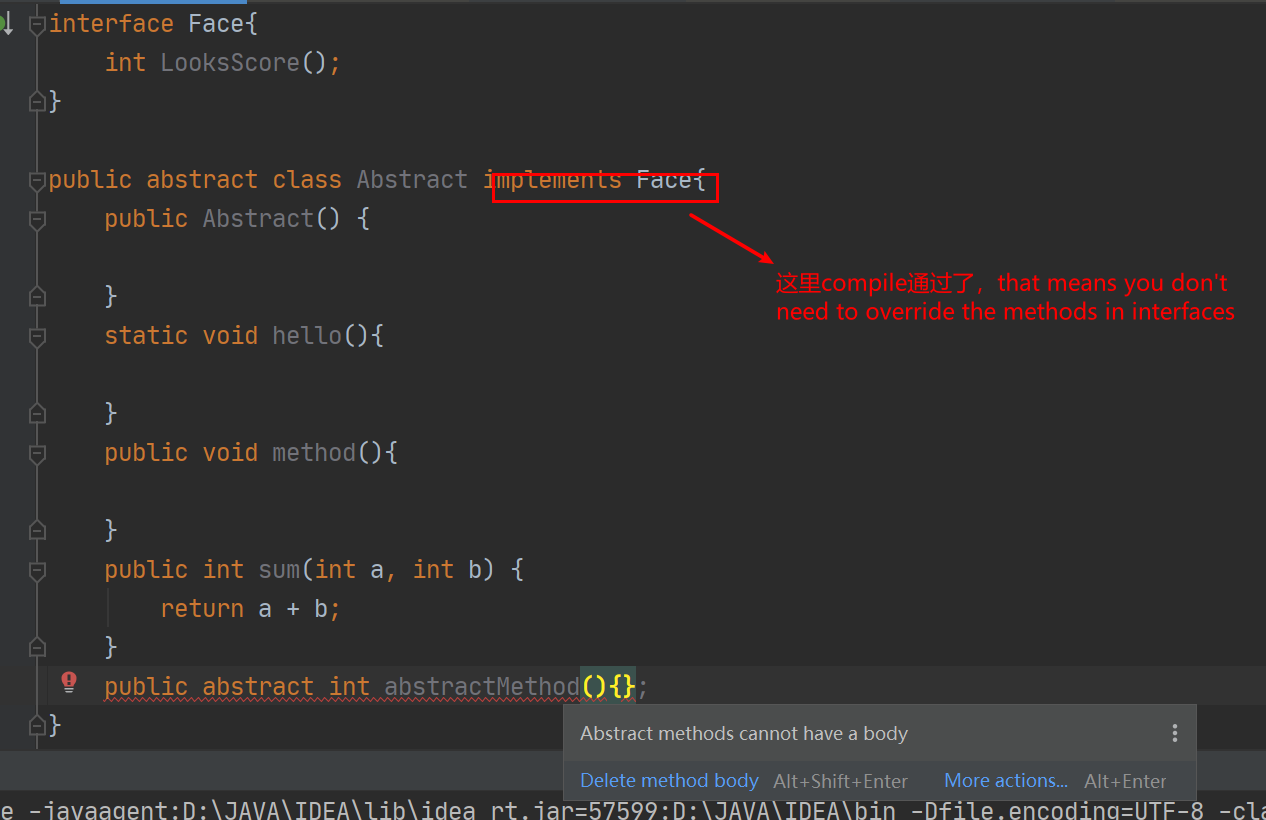 interface Face{
int LooksScore();
}
public abstract class Abstract implements Face{
public Abstract() {
}
这里compile通过了，that means you don't
need to override the methods in interfaces
static void hello(){
}
public void method(){
}
public int sum(int a, int b) {
return a + b;
}
public abstract int abstractMethod(){};
}
Abstract methods cannot have a body
Delete method body Alt+Shift+Enter More actions... Alt+Enter
e -javaagent:D:\JAVA\IDEA\lib\idea_rt.jar=57599:D:\JAVA\IDEA\bin -Dfile.encoding=UTF-8 -cla